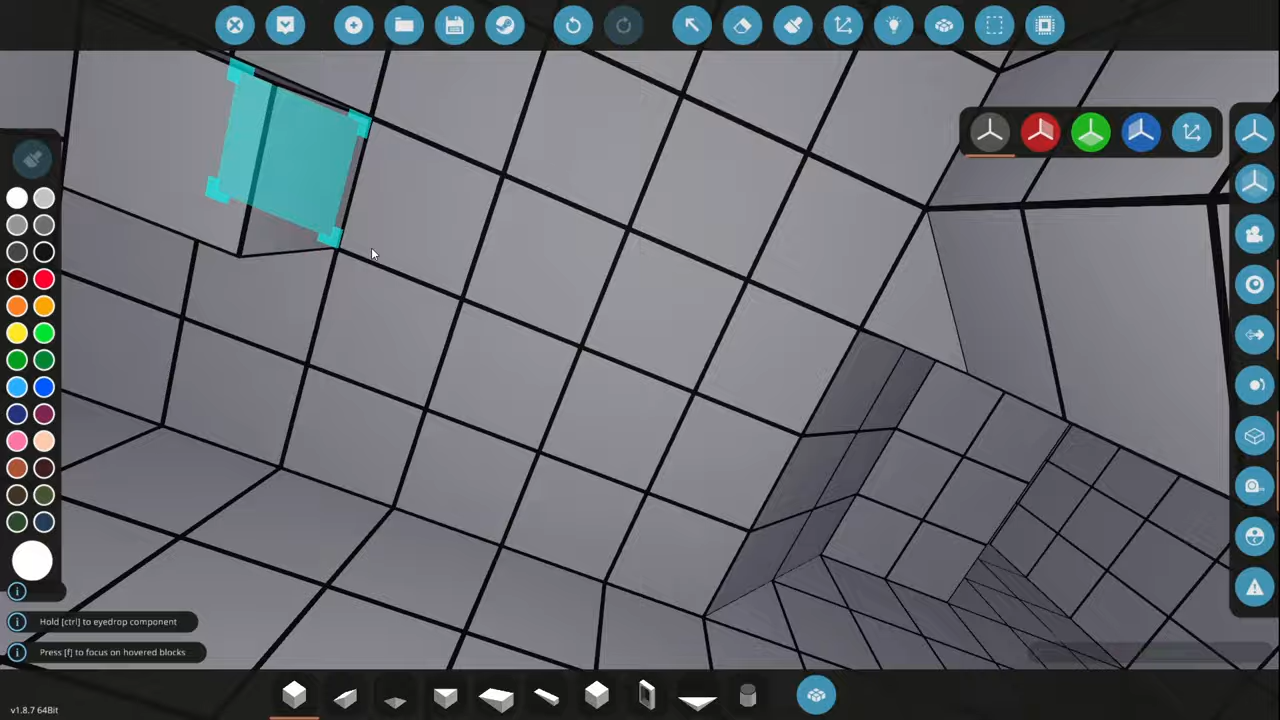 Hold [ctrl] to eyedrop component
Press [f] to focus on hovered blocks
v1.8.7 64Bit